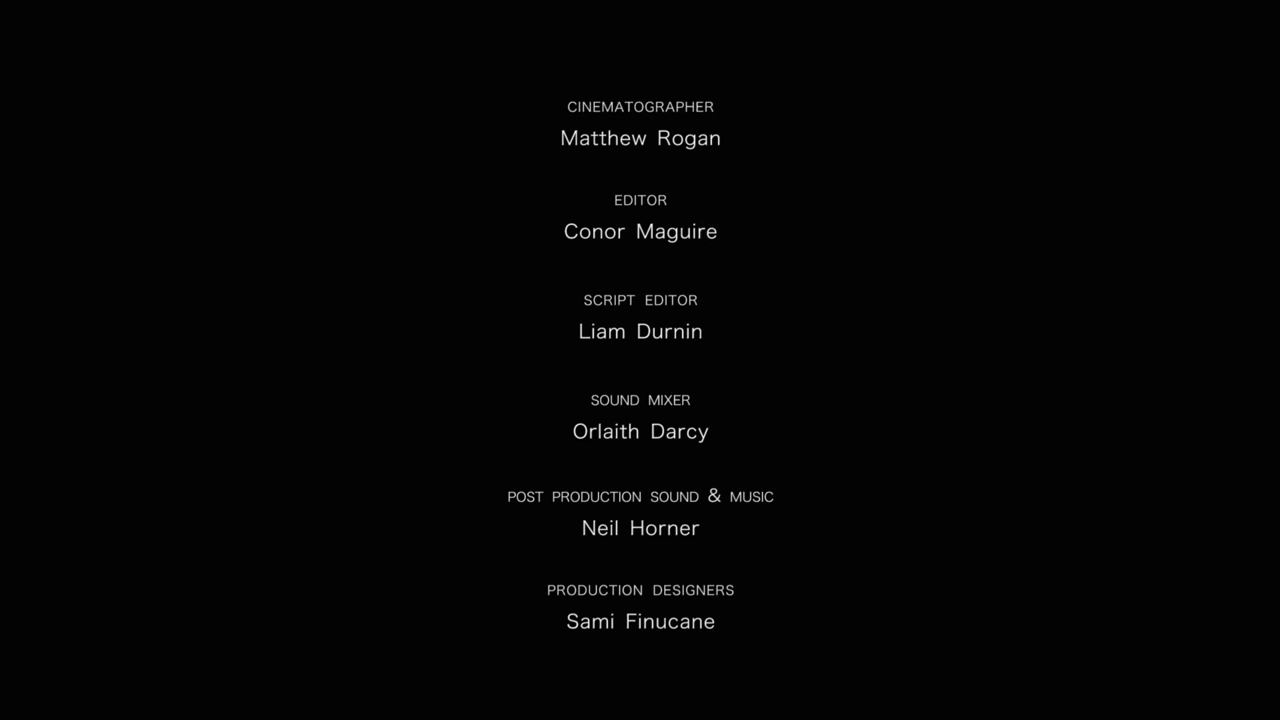 CINEMATOGRAPHER
Matthew Rogan
EDITOR
Conor Maguire
SCRIPT EDITOR
Liam Durnin
SOUND MIXER
Orlaith Darcy
POST PRODUCTION SOUND & MUSIC
Neil Horner
PRODUCTION DESIGNERS
Sami Finucane